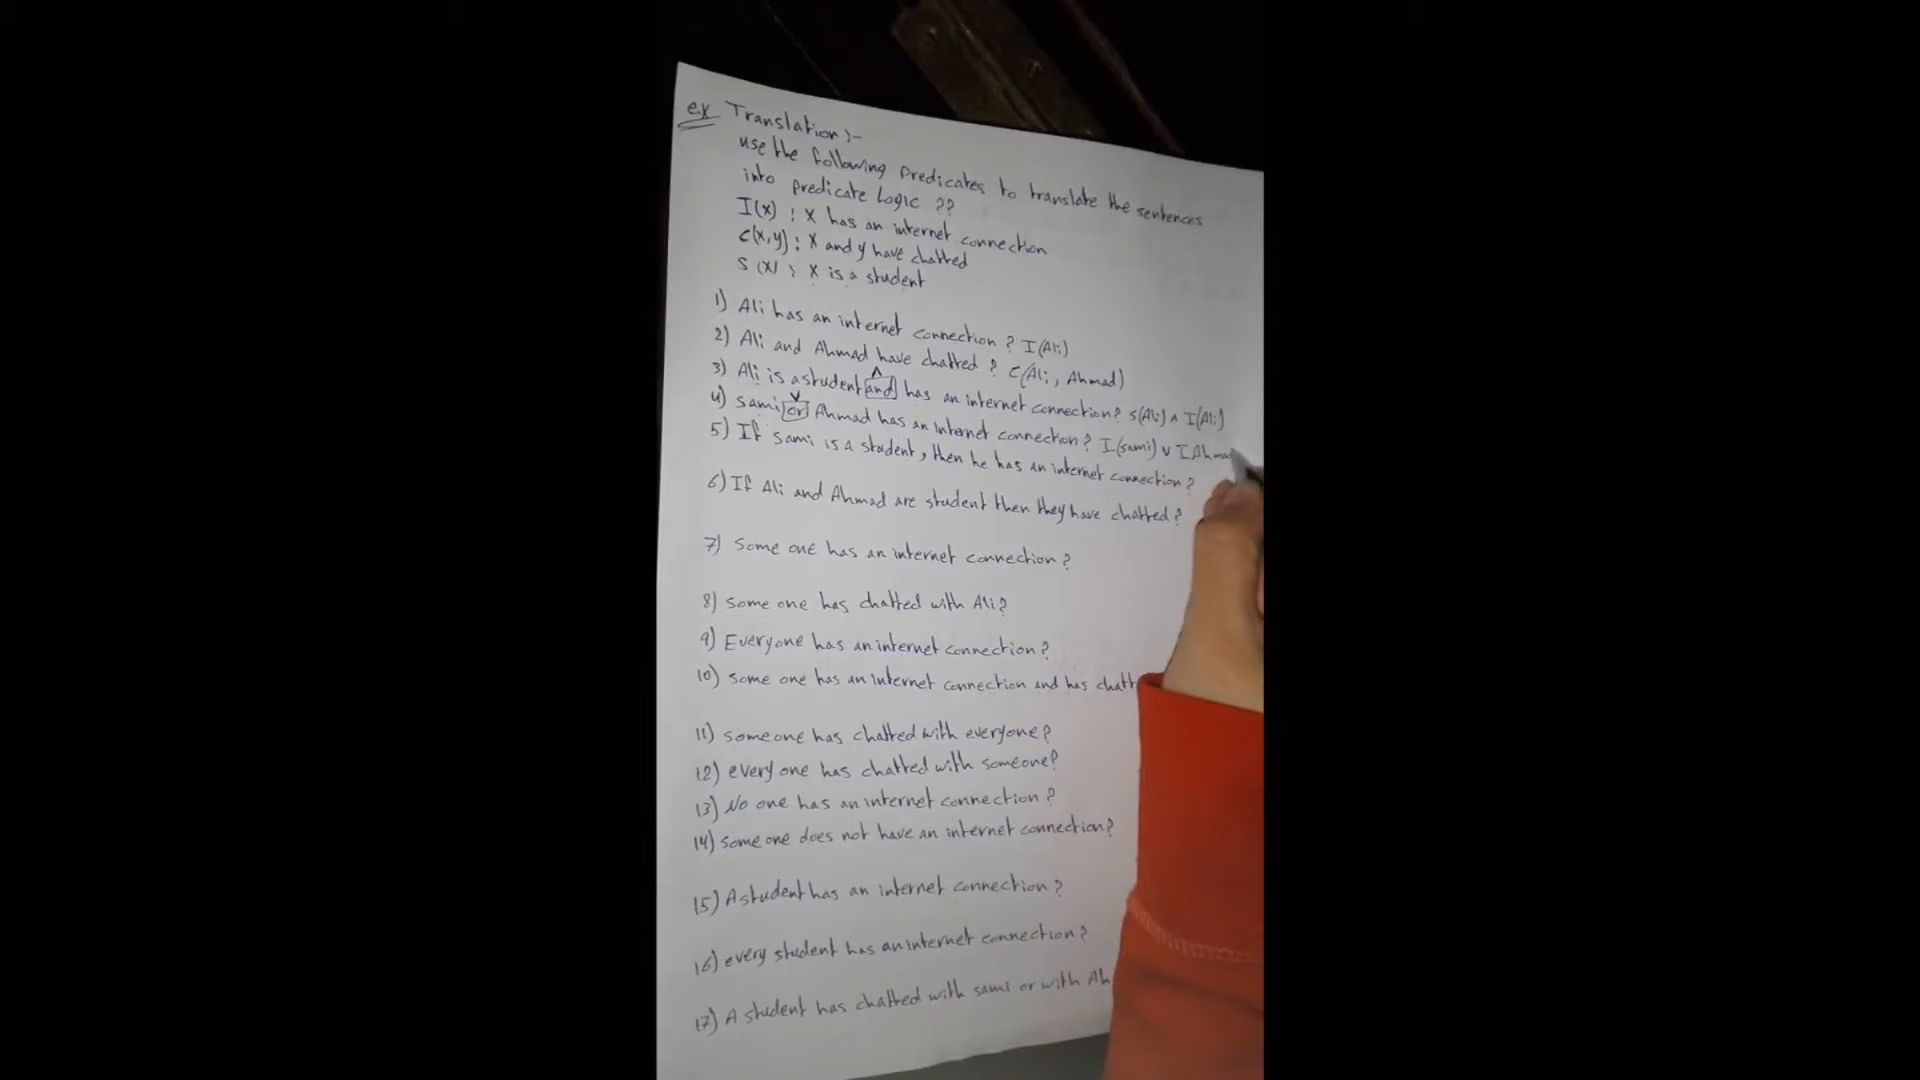 ex Translation :-
use the following predicates to translate the sentences
into predicate Logic ??
I(x) : x has an internet connection
C(x,y) : x and y have chatted
S(x) : x is a student
1) Ali has an internet connection ? I(Ali)
2) Ali and Ahmad have chatted ? C(Ali, Ahmad)
3) Ali is a student and ∧ has an internet connection? S(Ali) ∧ I(Ali)
4) sami or ∨ Ahmad has an internet connection? I(sami) ∨ I Ahmad
5) If sami is a student, then he has an internet connection?
6) If Ali and Ahmad are student then they have chatted?
7) Some one has an internet connection?
8) some one has chatted with Ali?
9) Everyone has an internet connection?
10) some one has an internet connection and has chatt
11) someone has chatted with everyone?
12) every one has chatted with someone?
13) No one has an internet connection?
14) some one does not have an internet connection?
15) A student has an internet connection?
16) every student has an internet connection?
17) A student has chatted with sami or with Ah